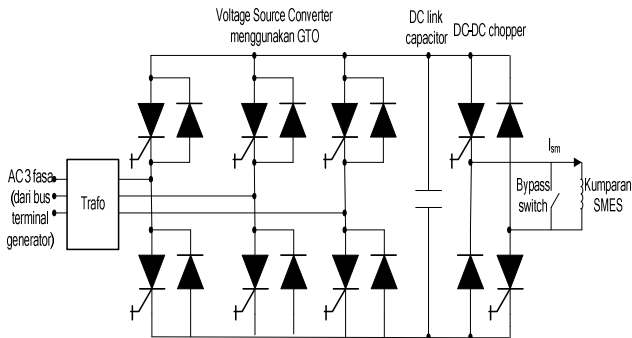 Voltage Source Converter
menggunakan GTO
DC link
capacitor
DC-DC chopper
AC 3 fasa
(dari bus
terminal
generator)
Trafo
Ism
Bypass
switch
Kumparan
SMES